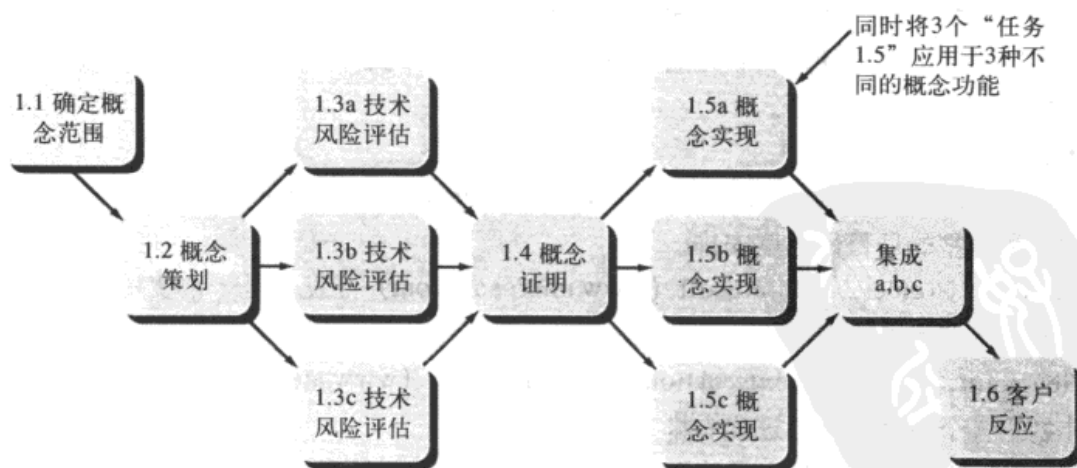 同时将3个“任务
1.5”应用于3种不
同的概念功能
1.1 确定概
念范围
1.3a 技术
风险评估
1.5a 概
念实现
1.2 概念
策划
1.3b 技术
风险评估
1.4 概念
证明
1.5b 概
念实现
集成
a,b,c
1.3c 技术
风险评估
1.5c 概
念实现
1.6 客户
反应